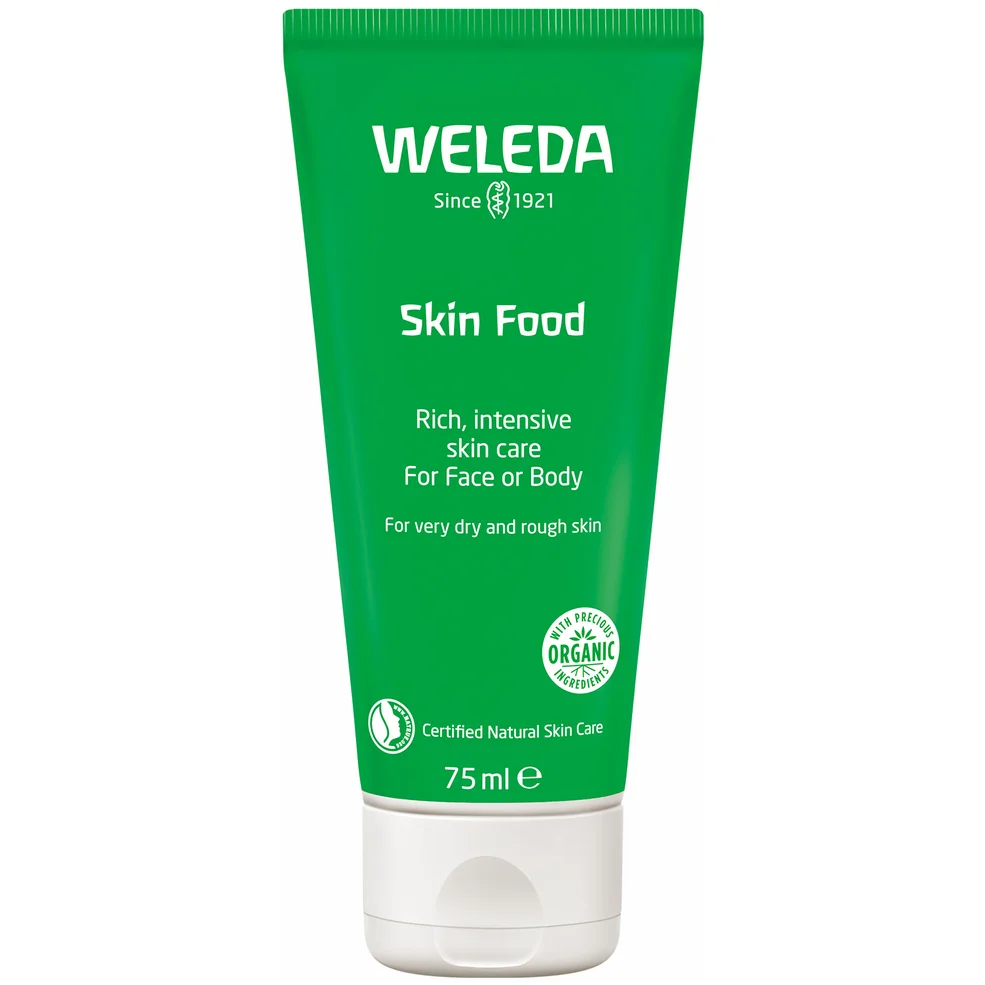 WELEDA
Since 1921
Skin Food
Rich, intensive
skin care
For Face or Body
For very dry and rough skin
WITH PRECIOUS
ORGANIC
INGREDIENTS
Certified Natural Skin Care
75 ml ℮